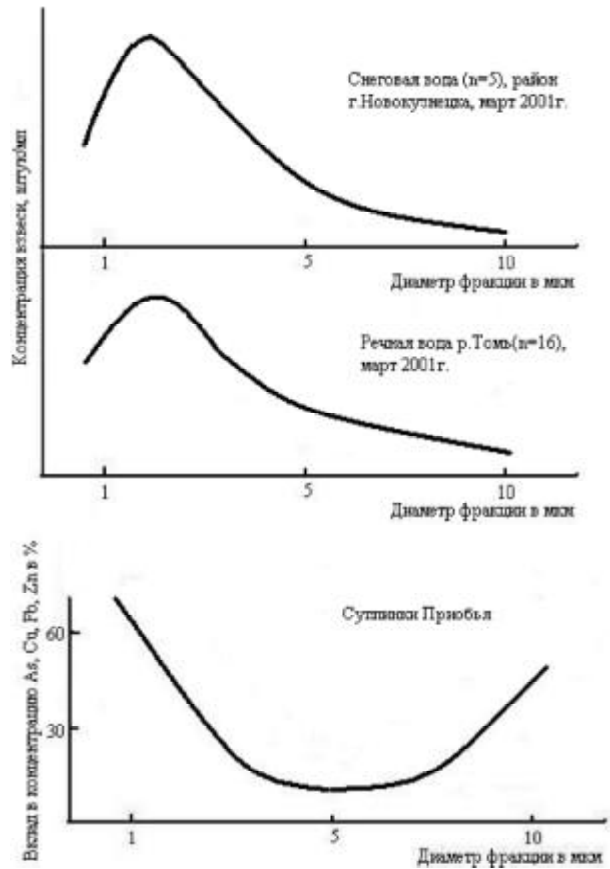 Концентрация взвеси, штук/мл
Снеговая вода (n=5), район
г.Новокузнецка, март 2001г.
1
5
10
Диаметр фракции в мкм
Речная вода р.Томь(n=16),
март 2001г.
1
5
10
Диаметр фракции в мкм
Вклад в концентрацию As, Cu, Pb, Zn в %
Суглинки Приобья
60
30
1
5
10
Диаметр фракции в мкм